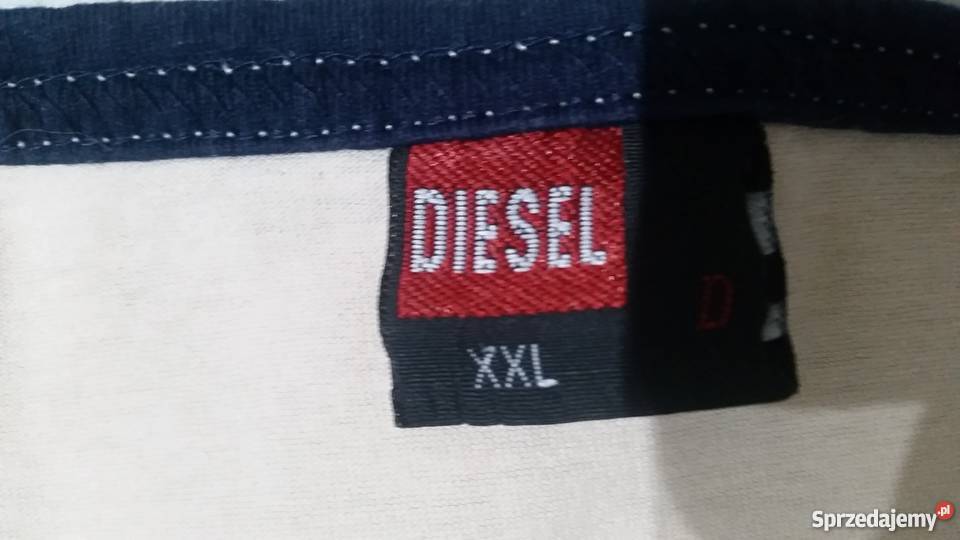 DIESEL
D
XXL
Sprzedajemy.pl